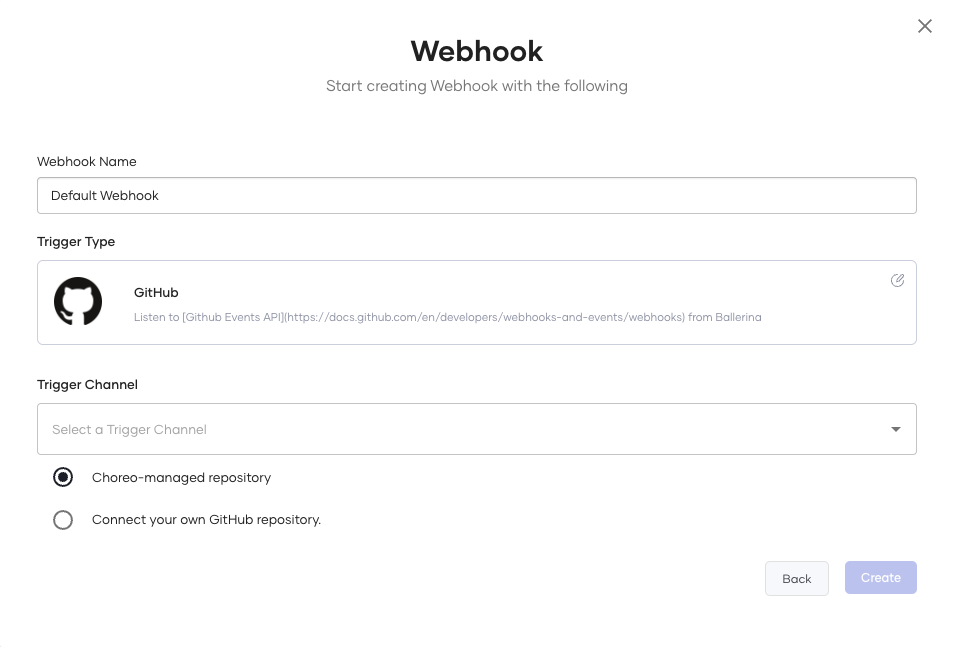 Webhook
Start creating Webhook with the following
Webhook Name
Default Webhook
Trigger Type
GitHub
Listen to [Github Events API](https://docs.github.com/en/developers/webhooks-and-events/webhooks) from Ballerina
Trigger Channel
Select a Trigger Channel
Choreo-managed repository
Connect your own GitHub repository.
Back
Create